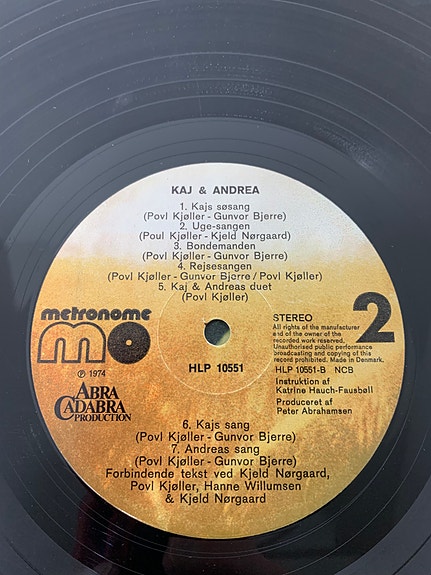 KAJ & ANDREA
1. Kajs søsang
(Povl Kjøller - Gunvor Bjerre)
2. Uge-sangen
(Poul Kjøller - Kjeld Nørgaard)
3. Bondemanden
(Povl Kjøller - Gunvor Bjerre)
4. Rejsesangen
(Povl Kjøller - Gunvor Bjerre / Povl Kjøller)
5. Kaj & Andreas duet
(Povl Kjøller)
metronome
mo
℗ 1974
ABRA
CADABRA
PRODUCTION
HLP 10551
STEREO
2
All rights of the manufacturer
and of the owner of the
recorded work reserved.
Unauthorised public performance
broadcasting and copying of this
record prohibited. Made in Denmark.
HLP 10551-B NCB
Instruktion af
Katrine Hauch-Fausbøll
Produceret af
Peter Abrahamsen
6. Kajs sang
(Povl Kjøller - Gunvor Bjerre)
7. Andreas sang
(Povl Kjøller - Gunvor Bjerre)
Forbindende tekst ved Kjeld Nørgaard,
Povl Kjøller, Hanne Willumsen
& Kjeld Nørgaard